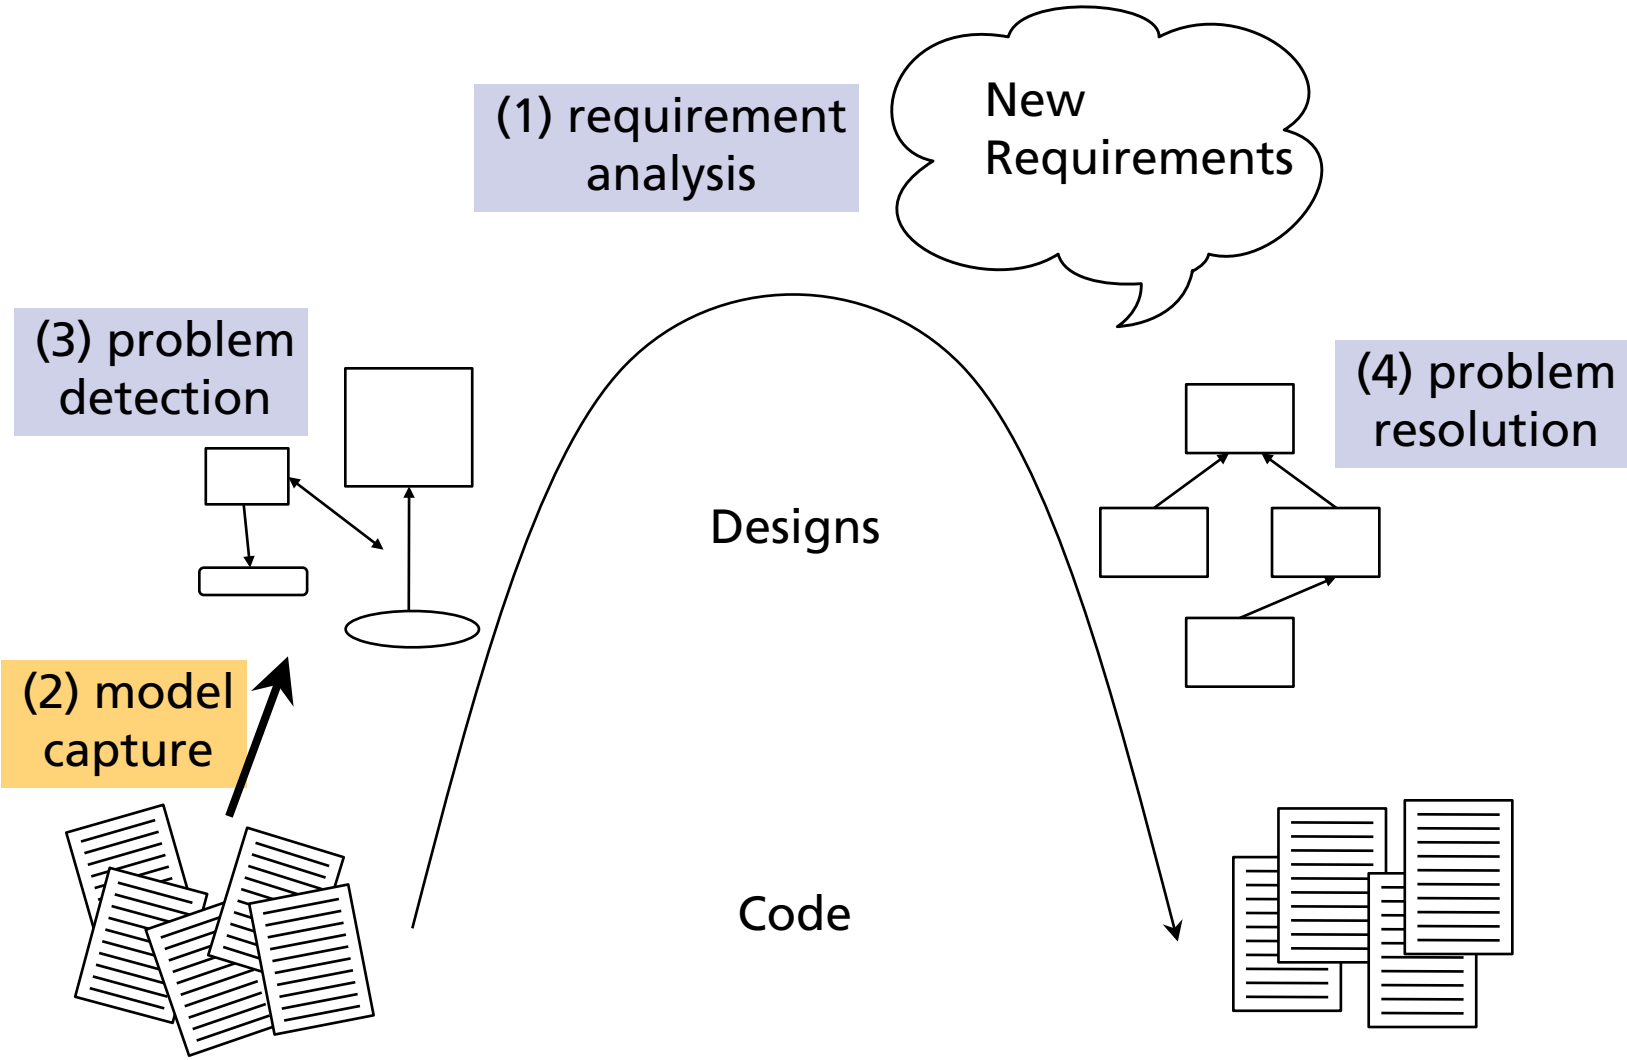 (1) requirement
analysis
New
Requirements
(3) problem
detection
(4) problem
resolution
Designs
(2) model
capture
Code